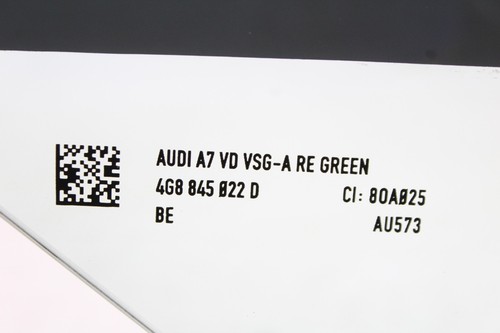 AUDI A7 VD VSG-A RE GREEN
4G8 845 022 D CI: 80A025
BE AU573